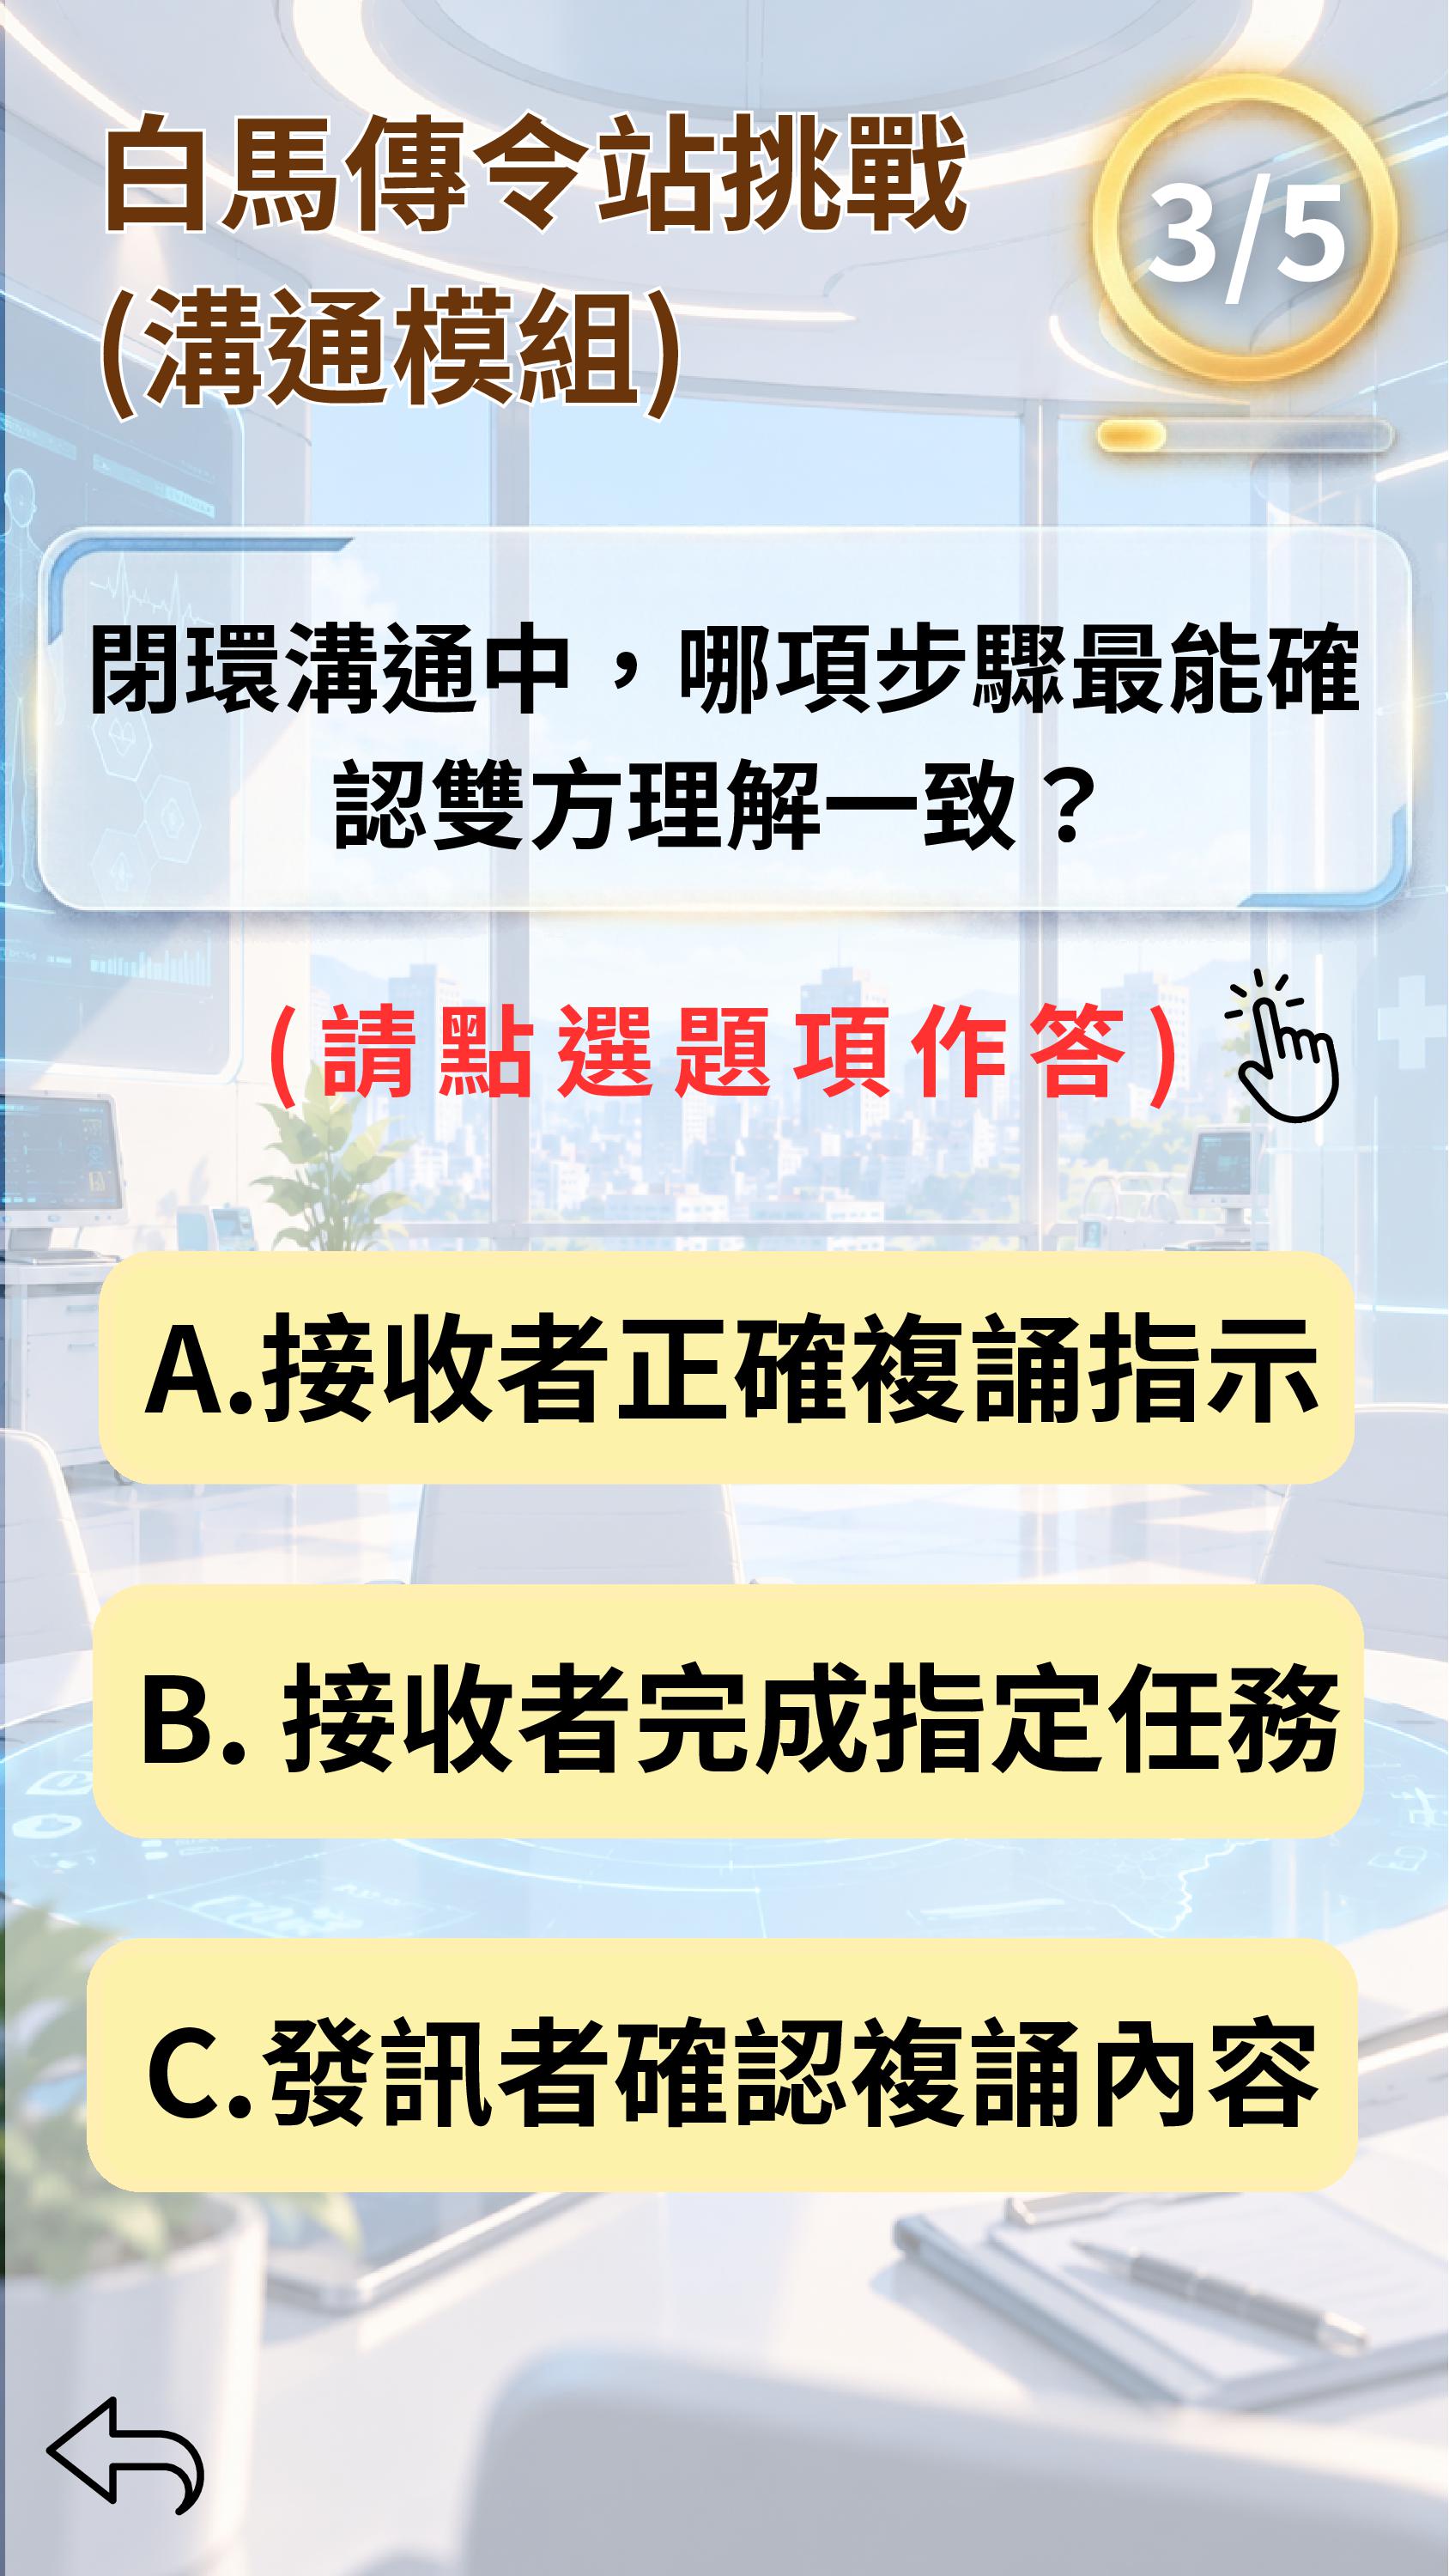 白馬傳令站挑戰
(溝通模組)
3/5
閉環溝通中，哪項步驟最能確
認雙方理解一致？
(請點選題項作答)
A.接收者正確複誦指示
B. 接收者完成指定任務
C.發訊者確認複誦內容